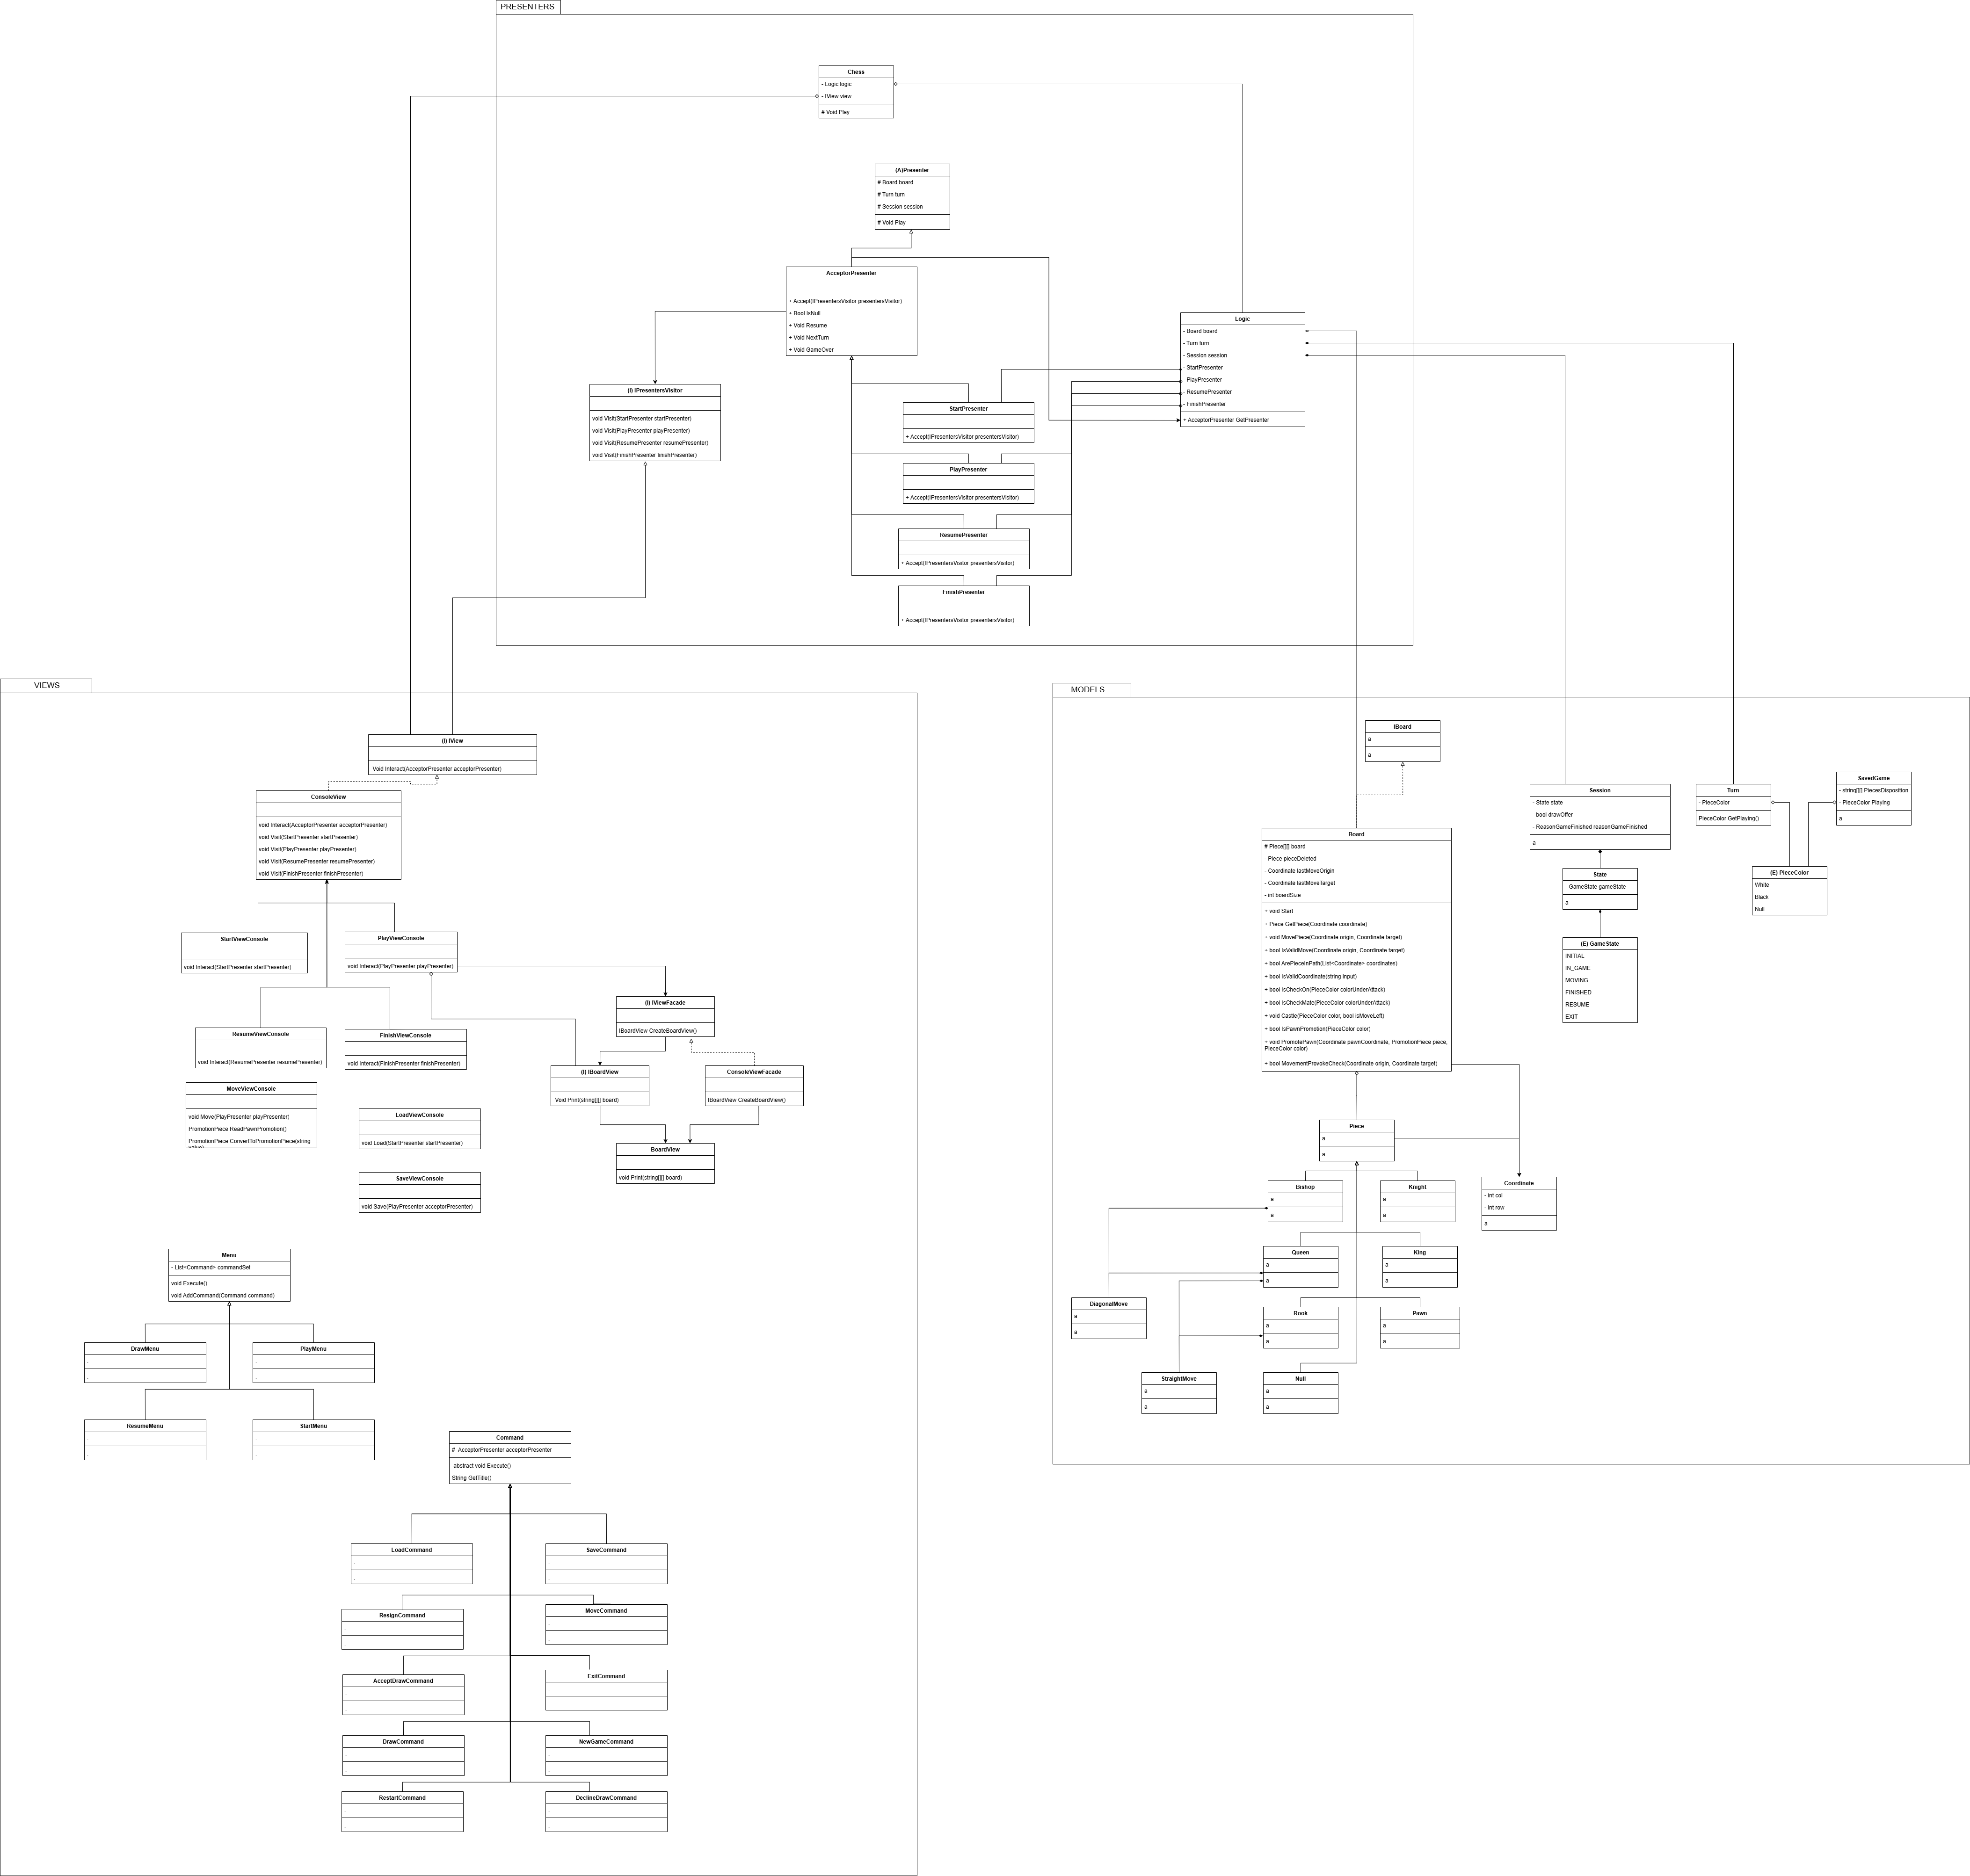 PRESENTERS
Chess
- Logic logic
- IView view
# Void Play
(A)Presenter
# Board board
# Turn turn
# Session session
# Void Play
AcceptorPresenter
+ Accept(IPresentersVisitor presentersVisitor)
+ Bool IsNull
+ Void Resume
+ Void NextTurn
+ Void GameOver
Logic
- Board board
- Turn turn
- Session session
- StartPresenter
- PlayPresenter
- ResumePresenter
- FinishPresenter
+ AcceptorPresenter GetPresenter
(I) IPresentersVisitor
void Visit(StartPresenter startPresenter)
void Visit(PlayPresenter playPresenter)
void Visit(ResumePresenter resumePresenter)
void Visit(FinishPresenter finishPresenter)
StartPresenter
+ Accept(IPresentersVisitor presentersVisitor)
PlayPresenter
+ Accept(IPresentersVisitor presentersVisitor)
ResumePresenter
+ Accept(IPresentersVisitor presentersVisitor)
FinishPresenter
+ Accept(IPresentersVisitor presentersVisitor)
VIEWS
(I) IView
Void Interact(AcceptorPresenter acceptorPresenter)
ConsoleView
void Interact(AcceptorPresenter acceptorPresenter)
void Visit(StartPresenter startPresenter)
void Visit(PlayPresenter playPresenter)
void Visit(ResumePresenter resumePresenter)
void Visit(FinishPresenter finishPresenter)
StartViewConsole
void Interact(StartPresenter startPresenter)
PlayViewConsole
void Interact(PlayPresenter playPresenter)
(I) IViewFacade
IBoardView CreateBoardView()
ResumeViewConsole
void Interact(ResumePresenter resumePresenter)
FinishViewConsole
void Interact(FinishPresenter finishPresenter)
(I) IBoardView
Void Print(string[][] board)
ConsoleViewFacade
IBoardView CreateBoardView()
MoveViewConsole
void Move(PlayPresenter playPresenter)
PromotionPiece ReadPawnPromotion()
PromotionPiece ConvertToPromotionPiece(string
LoadViewConsole
void Load(StartPresenter startPresenter)
BoardView
void Print(string[][] board)
SaveViewConsole
void Save(PlayPresenter acceptorPresenter)
Menu
- List<Command> commandSet
void Execute()
void AddCommand(Command command)
DrawMenu
.
.
PlayMenu
.
.
ResumeMenu
.
.
StartMenu
.
.
Command
# AcceptorPresenter acceptorPresenter
abstract void Execute()
String GetTitle()
LoadCommand
.
.
SaveCommand
.
.
ResignCommand
.
.
MoveCommand
.
.
AcceptDrawCommand
.
.
ExitCommand
.
.
DrawCommand
.
.
NewGameCommand
.
.
RestartCommand
.
.
DeclineDrawCommand
.
.
MODELS
IBoard
a
a
Board
# Piece[][] board
- Piece pieceDeleted
- Coordinate lastMoveOrigin
- Coordinate lastMoveTarget
- int boardSize
+ void Start
+ Piece GetPiece(Coordinate coordinate)
+ void MovePiece(Coordinate origin, Coordinate target)
+ bool IsValidMove(Coordinate origin, Coordinate target)
+ bool ArePieceInPath(List<Coordinate> coordinates)
+ bool IsValidCoordinate(string input)
+ bool IsCheckOn(PieceColor colorUnderAttack)
+ bool IsCheckMate(PieceColor colorUnderAttack)
+ void Castle(PieceColor color, bool isMoveLeft)
+ bool IsPawnPromotion(PieceColor color)
+ void PromotePawn(Coordinate pawnCoordinate, PromotionPiece piece,
PieceColor color)
+ bool MovementProvokeCheck(Coordinate origin, Coordinate target)
Session
- State state
- bool drawOffer
- ReasonGameFinished reasonGameFinished
a
Turn
- PieceColor
PieceColor GetPlaying()
SavedGame
- string[][] PiecesDisposition
- PieceColor Playing
a
State
- GameState gameState
a
(E) PieceColor
White
Black
Null
(E) GameState
INITIAL
IN_GAME
MOVING
FINISHED
RESUME
EXIT
Piece
a
a
Coordinate
- int col
- int row
a
Bishop
a
a
Knight
a
a
Queen
a
a
King
a
a
DiagonalMove
a
a
Rook
a
a
Pawn
a
a
StraightMove
a
a
Null
a
a